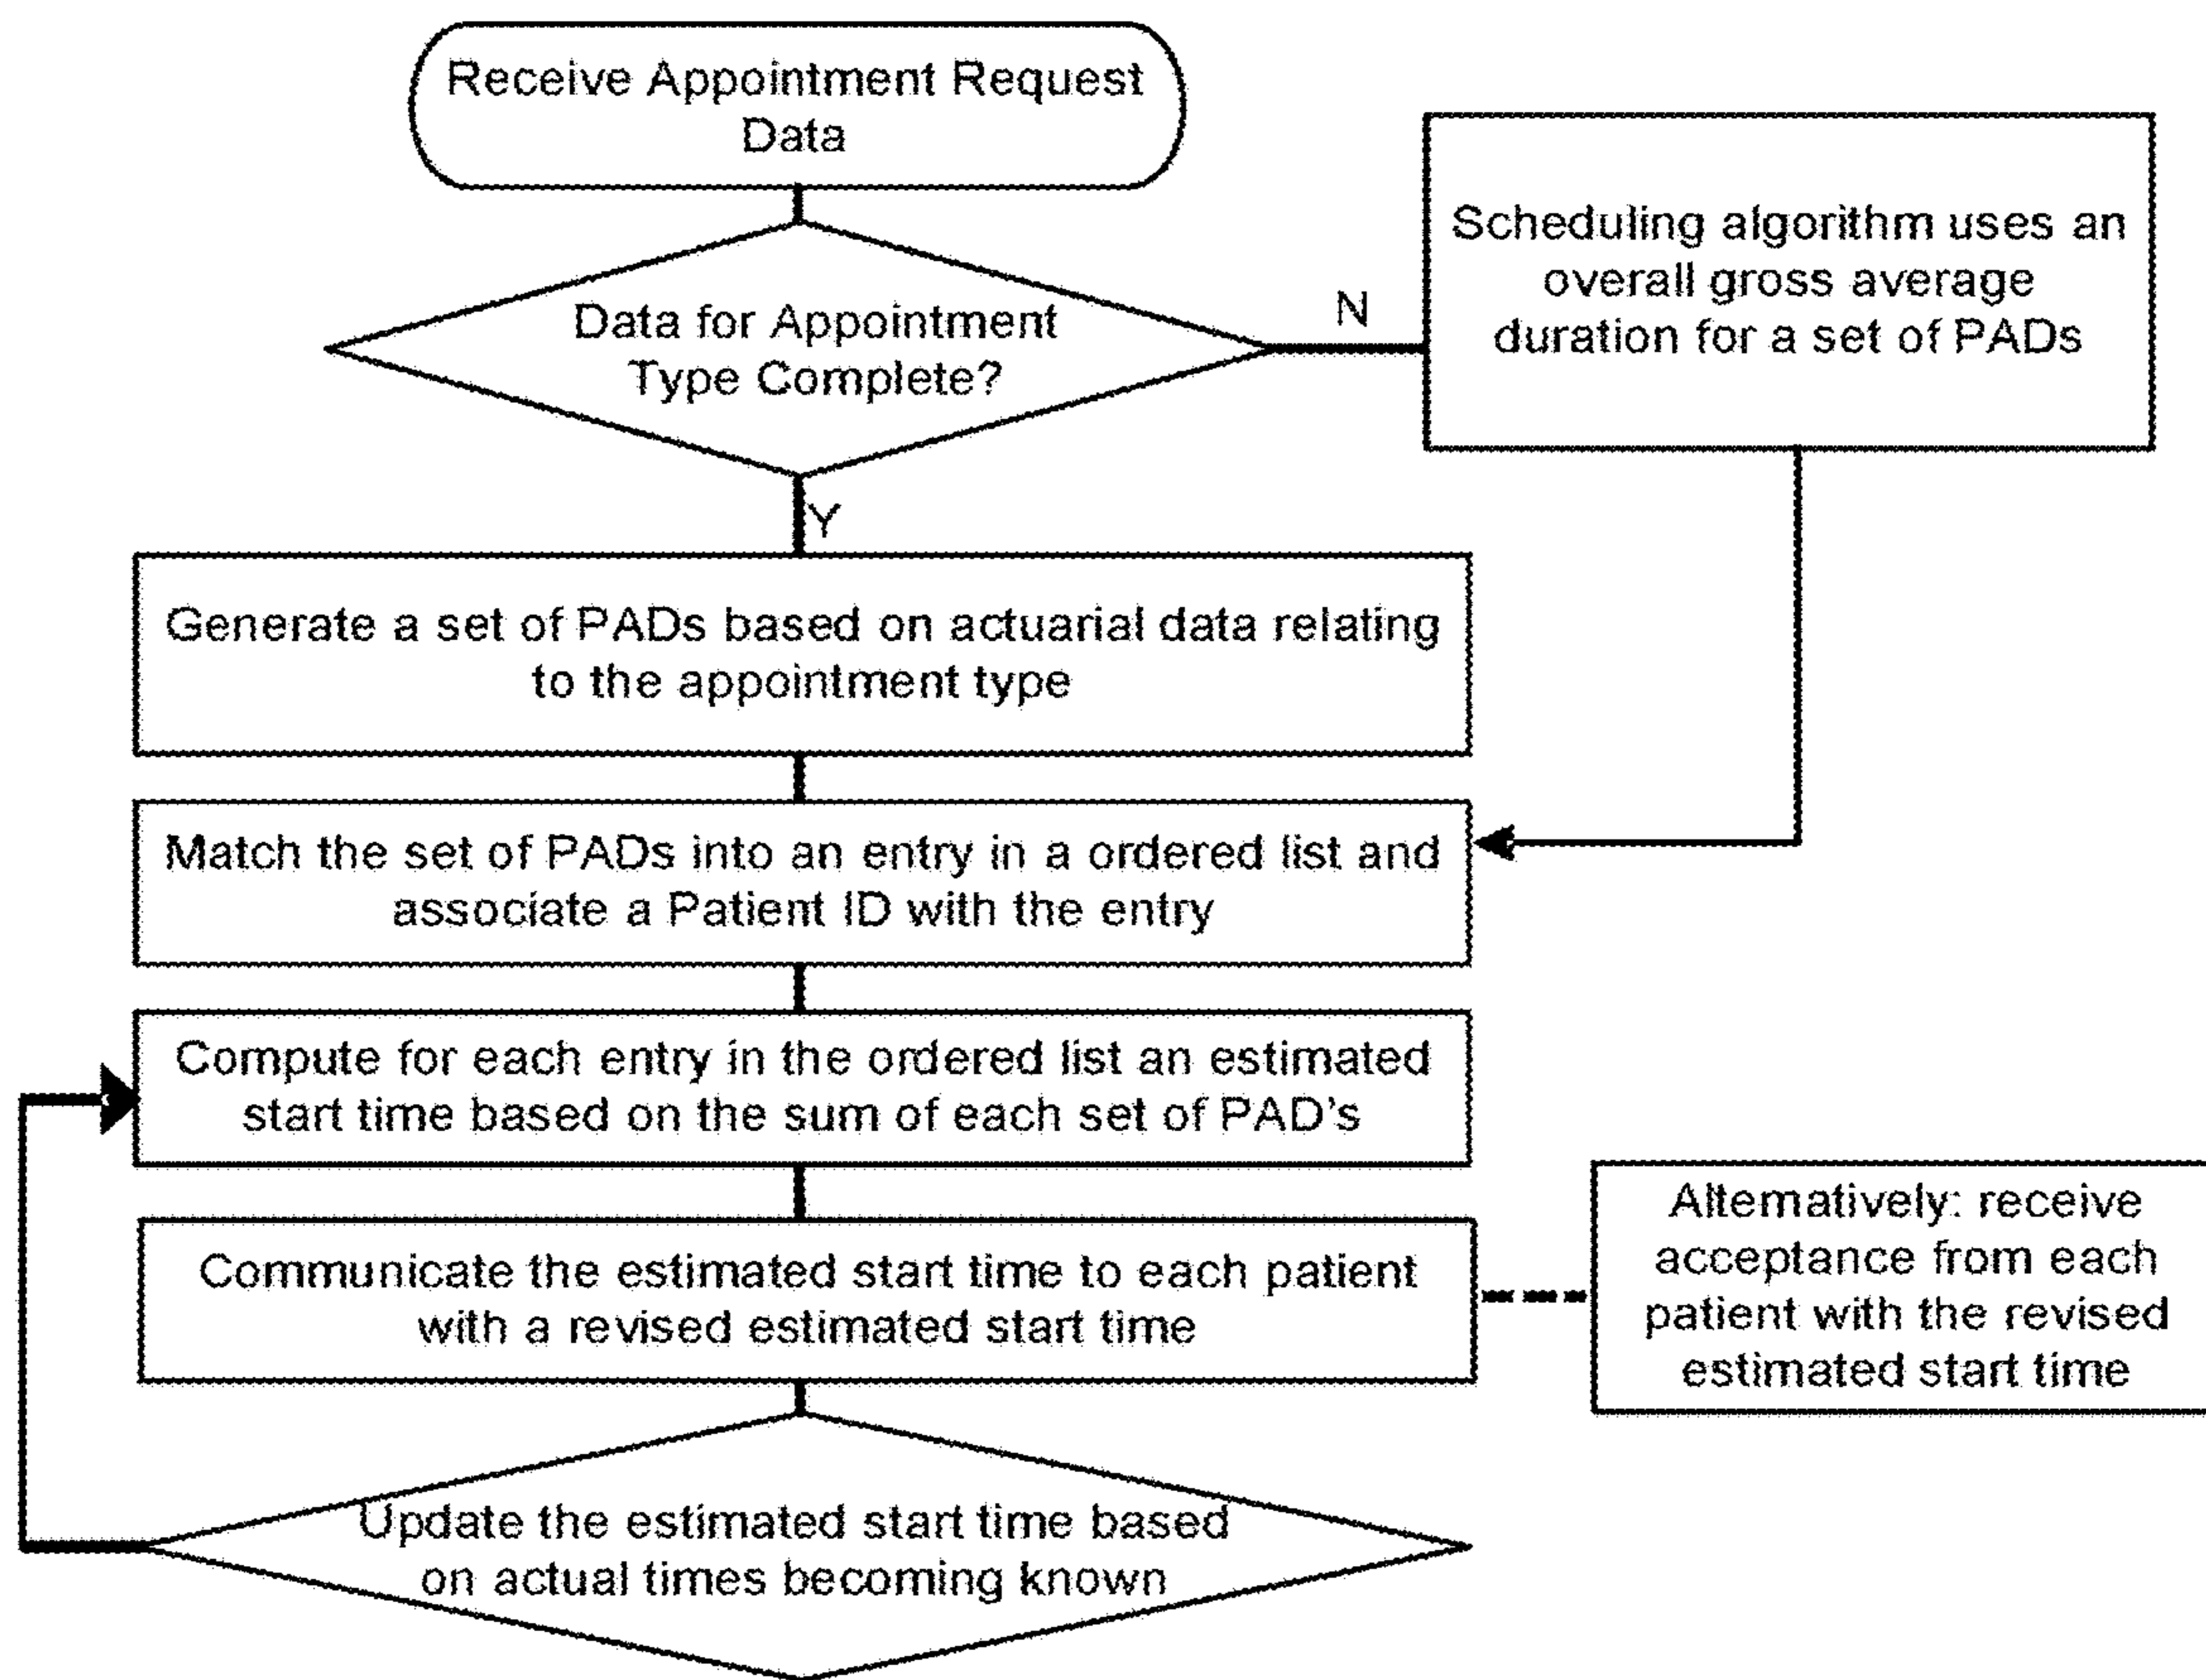 Receive Appointment Request
Data
Scheduling algorithm uses an
overall gross average
duration for a set of PADs
Data for Appointment
Type Complete?
N
Y
Generate a set of PADs based on actuarial data relating
to the appointment type
Match the set of PADs into an entry in a ordered list and
associate a Patient ID with the entry
Compute for each entry in the ordered list an estimated
start time based on the sum of each set of PAD's
Communicate the estimated start time to each patient
with a revised estimated start time
Alternatively: receive
acceptance from each
patient with the revised
estimated start time
Update the estimated start time based
on actual times becoming known